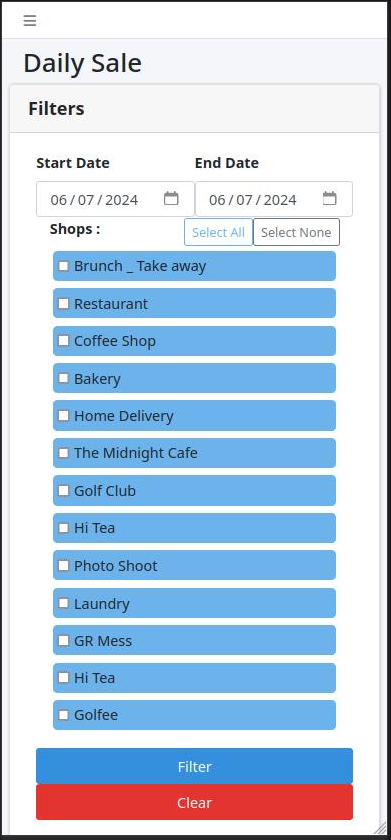 Daily Sale
Filters
Start Date End Date
06/07/2024 06/07/2024
Shops : Select All Select None
Brunch _ Take away
Restaurant
Coffee Shop
Bakery
Home Delivery
The Midnight Cafe
Golf Club
Hi Tea
Photo Shoot
Laundry
GR Mess
Hi Tea
Golfee
Filter
Clear